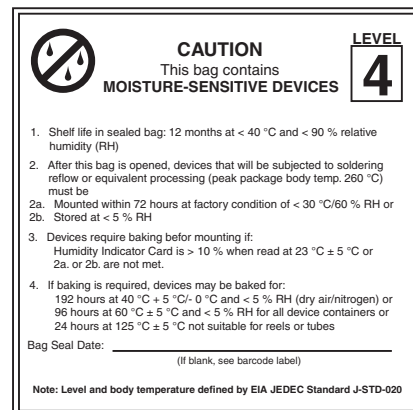 CAUTION
This bag contains
MOISTURE-SENSITIVE DEVICES
LEVEL
4
1. Shelf life in sealed bag: 12 months at < 40 °C and < 90 % relative
humidity (RH)
2. After this bag is opened, devices that will be subjected to soldering
reflow or equivalent processing (peak package body temp. 260 °C)
must be
2a. Mounted within 72 hours at factory condition of < 30 °C/60 % RH or
2b. Stored at < 5 % RH
3. Devices require baking befor mounting if:
Humidity Indicator Card is > 10 % when read at 23 °C ± 5 °C or
2a. or 2b. are not met.
4. If baking is required, devices may be baked for:
192 hours at 40 °C + 5 °C/- 0 °C and < 5 % RH (dry air/nitrogen) or
96 hours at 60 °C ± 5 °C and < 5 % RH for all device containers or
24 hours at 125 °C ± 5 °C not suitable for reels or tubes
Bag Seal Date:
(If blank, see barcode label)
Note: Level and body temperature defined by EIA JEDEC Standard J-STD-020